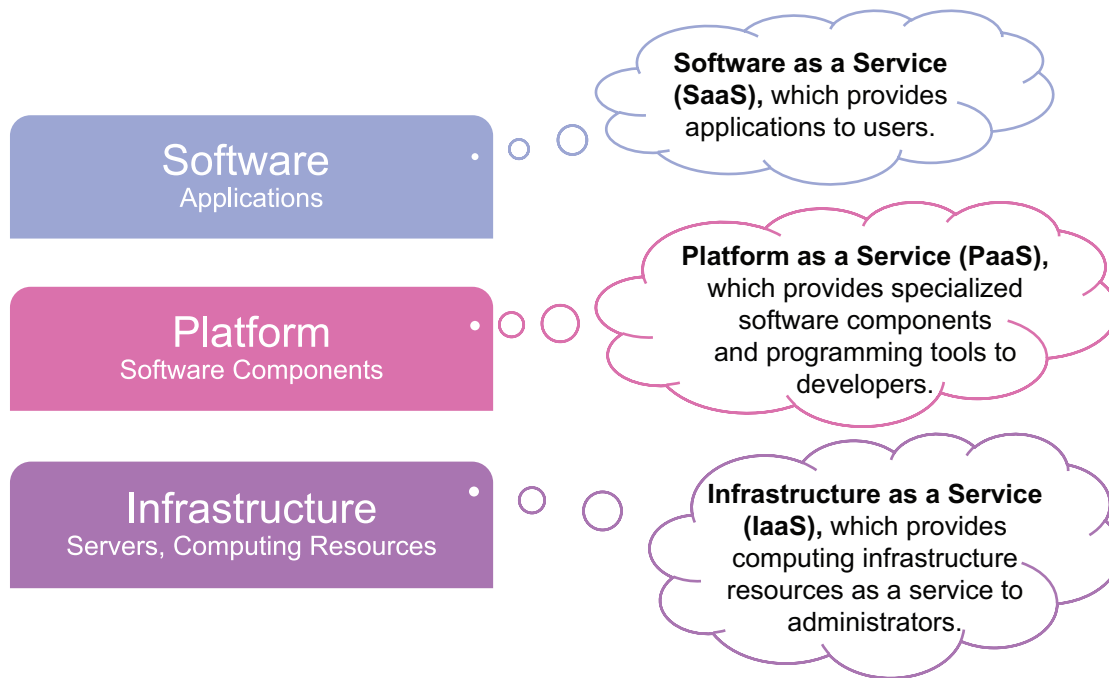 Software
Applications
Software as a Service
(SaaS), which provides
applications to users.
Platform
Software Components
Platform as a Service (PaaS),
which provides specialized
software components
and programming tools to
developers.
Infrastructure
Servers, Computing Resources
Infrastructure as a Service
(IaaS), which provides
computing infrastructure
resources as a service to
administrators.